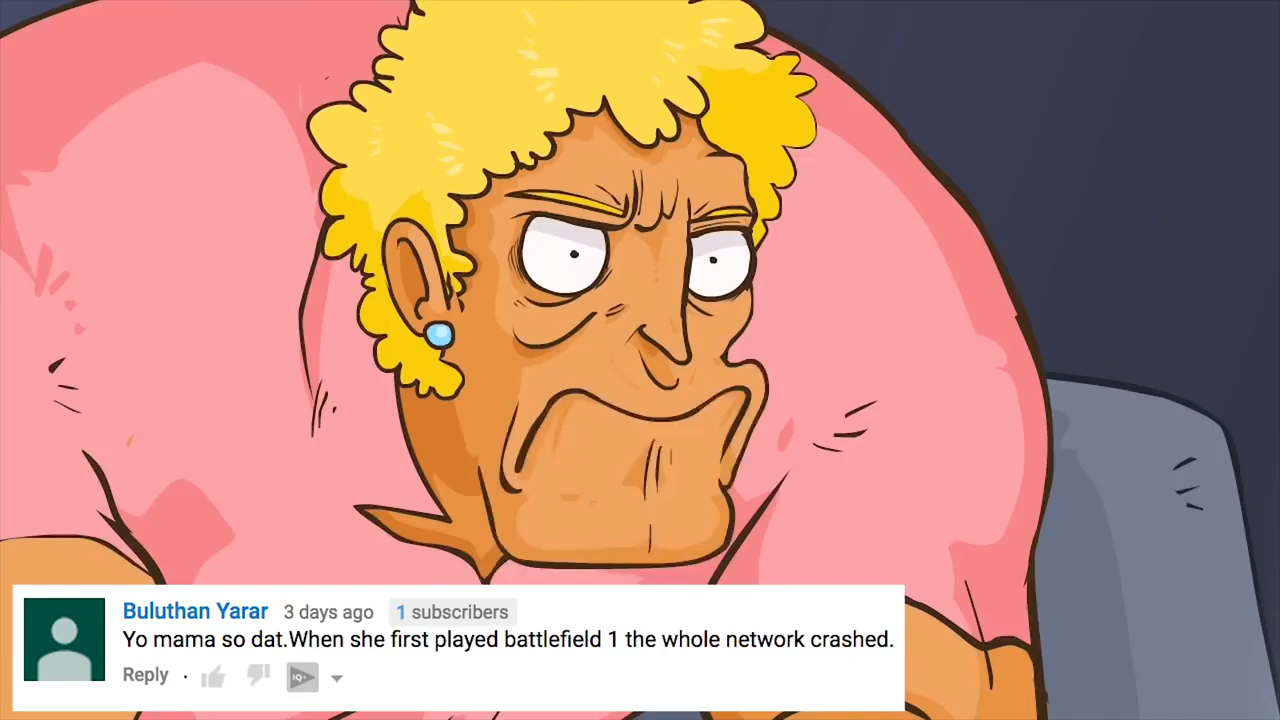 Buluthan Yarar 3 days ago 1 subscribers
Yo mama so dat.When she first played battlefield 1 the whole network crashed.
Reply · IQ